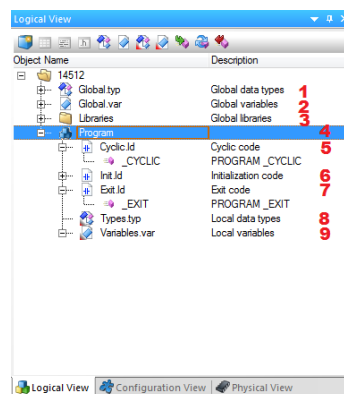 Logical View
Object Name Description
14512
Global.typ Global data types 1
Global.var Global variables 2
Libraries Global libraries 3
Program 4
Cyclic.ld Cyclic code 5
_CYCLIC PROGRAM _CYCLIC
Init.ld Initialization code 6
Exit.ld Exit code 7
_EXIT PROGRAM _EXIT
Types.typ Local data types 8
Variables.var Local variables 9
Logical View Configuration View Physical View